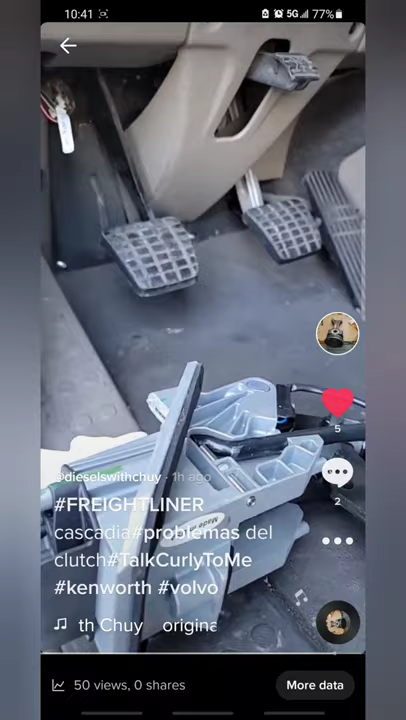 10:41
5G 77%
5
@dieselswithchuy · 1h ago
2
#FREIGHTLINER
cascadia#problemas del
clutch#TalkCurlyToMe
#kenworth #volvo
th Chuy origina
50 views, 0 shares
More data